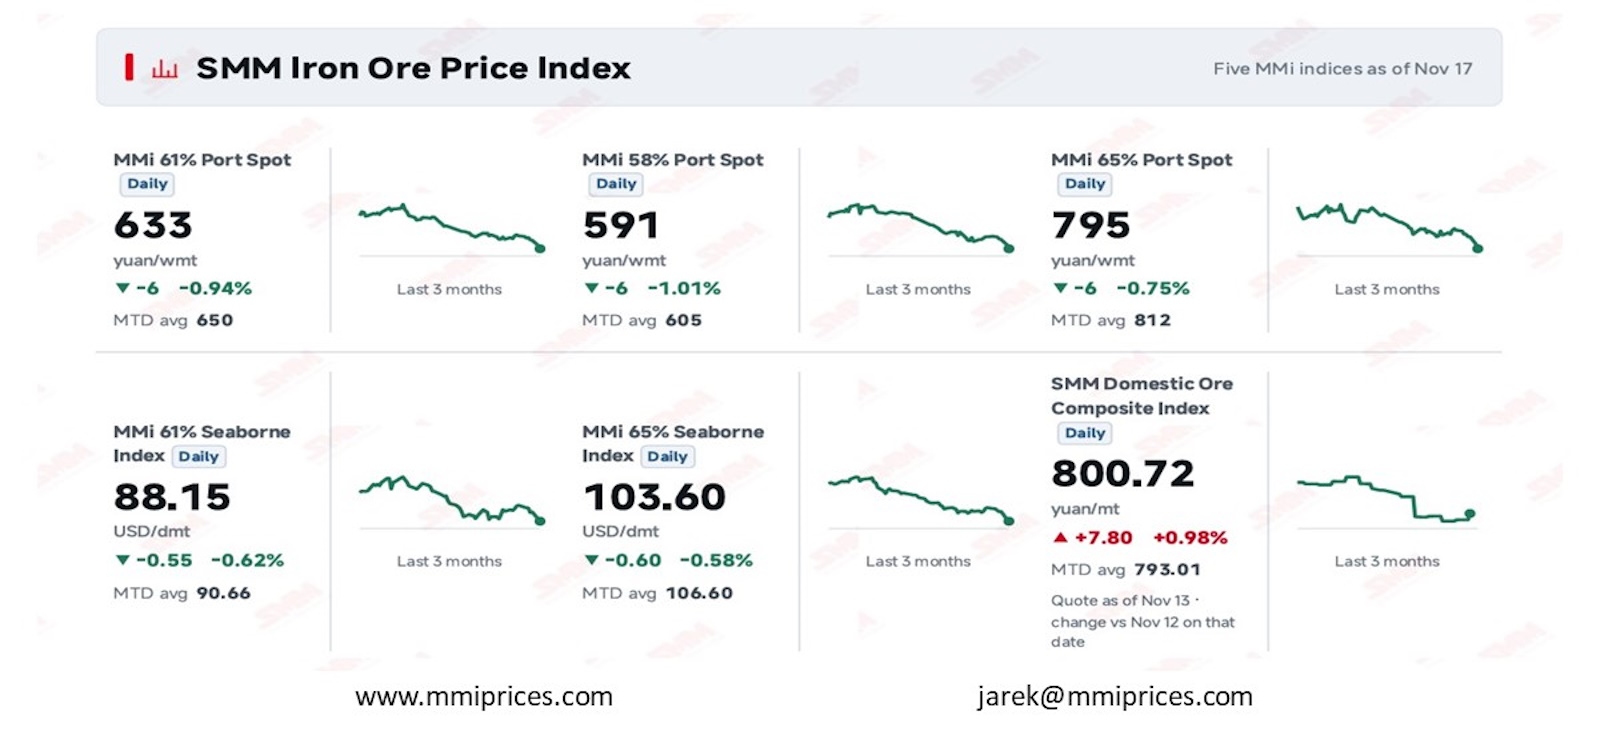 SMM Iron Ore Price Index
Five MMi indices as of Nov 17
MMi 61% Port Spot
Daily
633
yuan/wmt
▼ -6 -0.94%
MTD avg 650
Last 3 months
MMi 58% Port Spot
Daily
591
yuan/wmt
▼ -6 -1.01%
MTD avg 605
Last 3 months
MMi 65% Port Spot
Daily
795
yuan/wmt
▼ -6 -0.75%
MTD avg 812
Last 3 months
MMi 61% Seaborne
Index Daily
88.15
USD/dmt
▼ -0.55 -0.62%
MTD avg 90.66
Last 3 months
MMi 65% Seaborne
Index Daily
103.60
USD/dmt
▼ -0.60 -0.58%
MTD avg 106.60
Last 3 months
SMM Domestic Ore
Composite Index
Daily
800.72
yuan/mt
▲ +7.80 +0.98%
MTD avg 793.01
Quote as of Nov 13 ·
change vs Nov 12 on that
date
Last 3 months
www.mmiprices.com
jarek@mmiprices.com